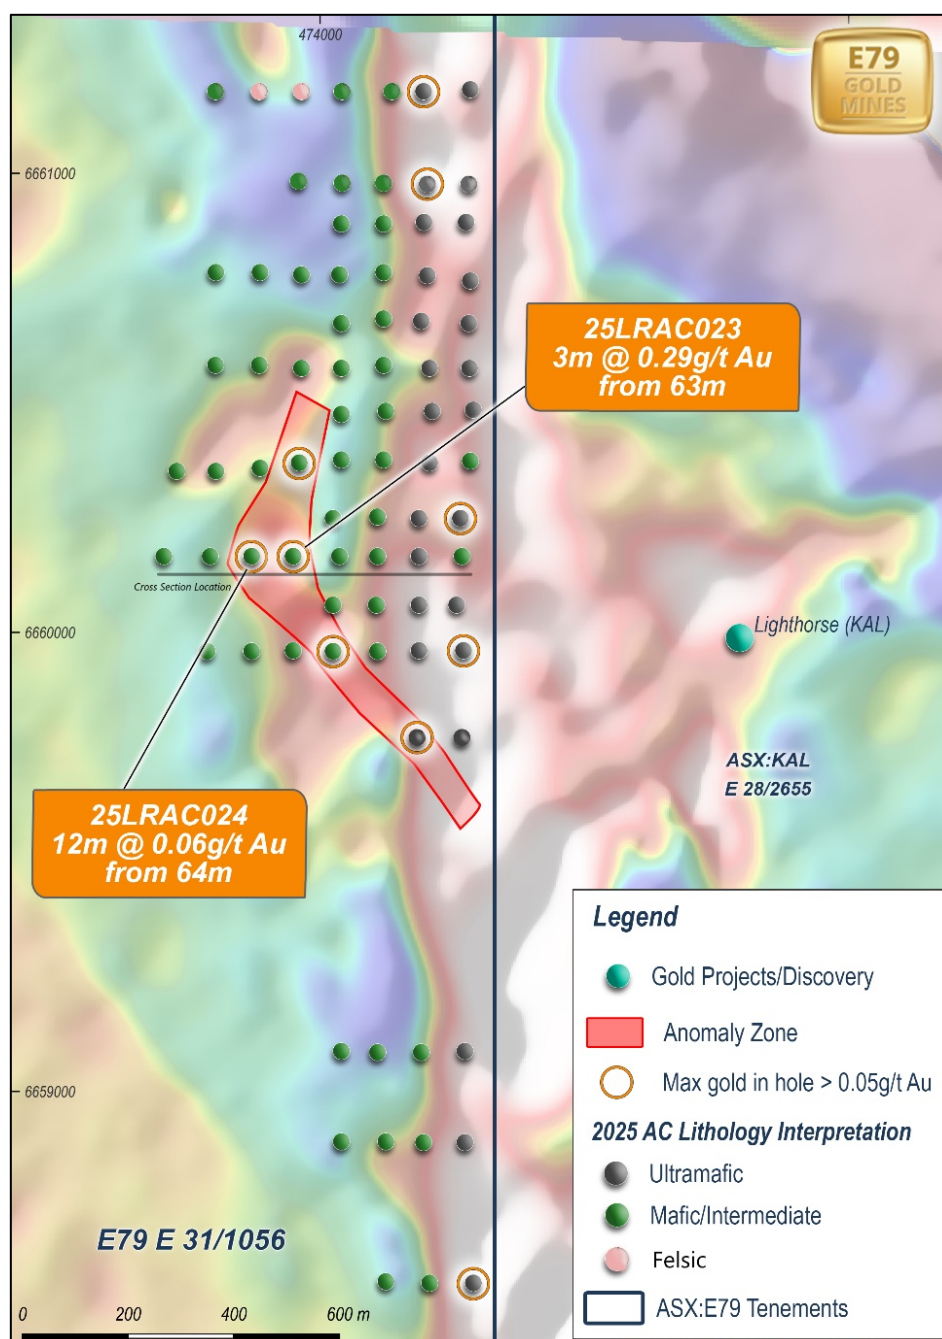 474000
E79
GOLD
MINES
6661000
25LRAC023
3m @ 0.29g/t Au
from 63m
Cross Section Location
6660000
Lighthorse (KAL)
ASX:KAL
E 28/2655
25LRAC024
12m @ 0.06g/t Au
from 64m
Legend
Gold Projects/Discovery
Anomaly Zone
Max gold in hole > 0.05g/t Au
2025 AC Lithology Interpretation
Ultramafic
Mafic/Intermediate
Felsic
ASX:E79 Tenements
6659000
E79 E 31/1056
0 200 400 600 m